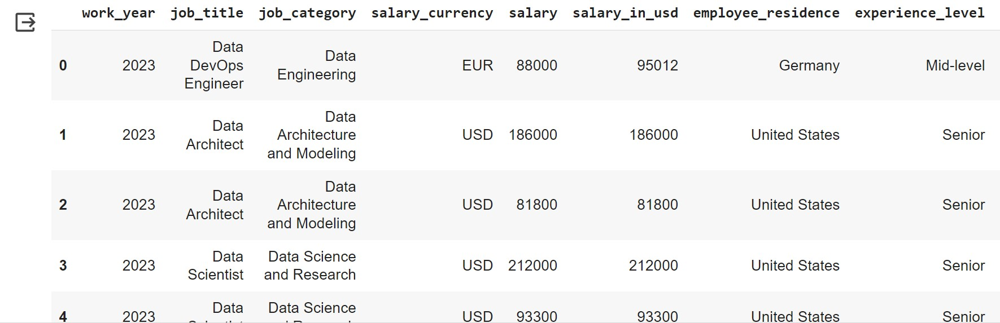 work_year job_title job_category salary_currency salary salary_in_usd employee_residence experience_level
0 2023 Data DevOps Engineer Data Engineering EUR 88000 95012 Germany Mid-level
1 2023 Data Architect Data Architecture and Modeling USD 186000 186000 United States Senior
2 2023 Data Architect Data Architecture and Modeling USD 81800 81800 United States Senior
3 2023 Data Scientist Data Science and Research USD 212000 212000 United States Senior
4 2023 Data Data Science USD 93300 93300 United States Senior